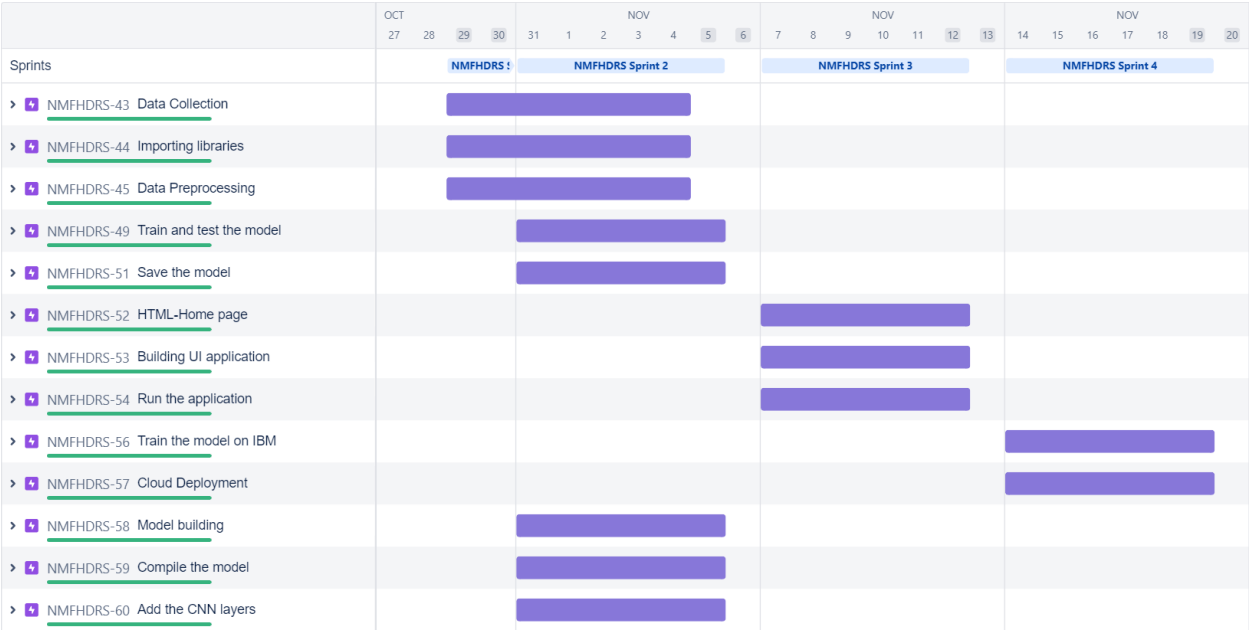 OCT NOV NOV NOV
27 28 29 30 31 1 2 3 4 5 6 7 8 9 10 11 12 13 14 15 16 17 18 19 20
Sprints NMFHDRS S NMFHDRS Sprint 2 NMFHDRS Sprint 3 NMFHDRS Sprint 4
NMFHDRS-43 Data Collection
NMFHDRS-44 Importing libraries
NMFHDRS-45 Data Preprocessing
NMFHDRS-49 Train and test the model
NMFHDRS-51 Save the model
NMFHDRS-52 HTML-Home page
NMFHDRS-53 Building UI application
NMFHDRS-54 Run the application
NMFHDRS-56 Train the model on IBM
NMFHDRS-57 Cloud Deployment
NMFHDRS-58 Model building
NMFHDRS-59 Compile the model
NMFHDRS-60 Add the CNN layers